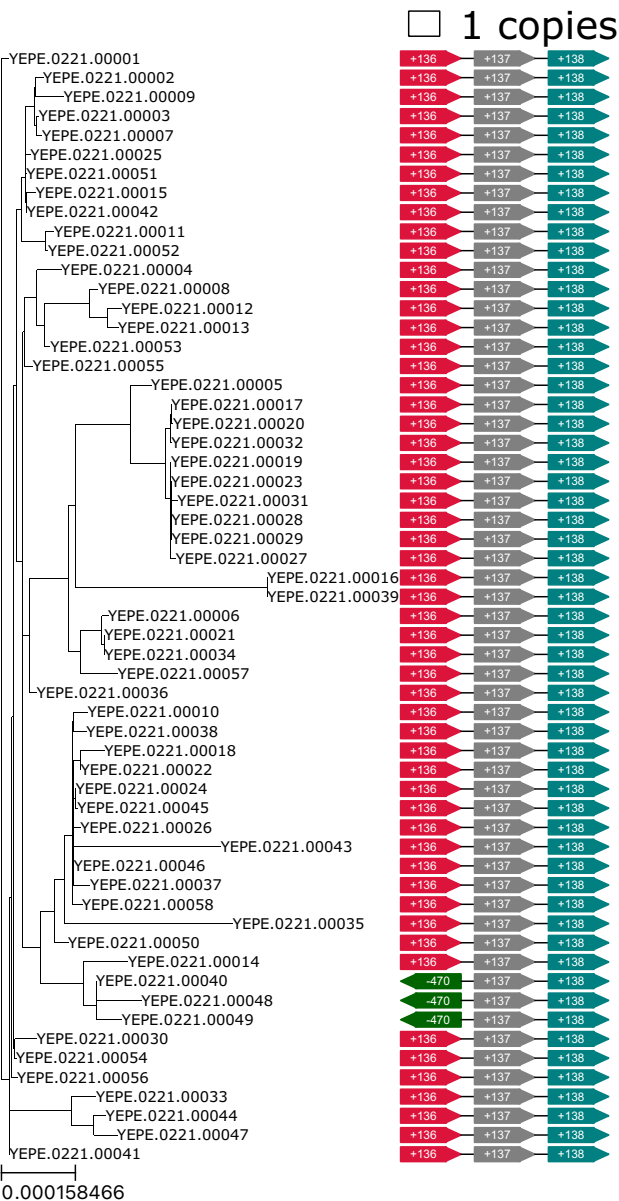 1 copies
YEPE.0221.00001 +136 +137 +138
YEPE.0221.00002 +136 +137 +138
YEPE.0221.00009 +136 +137 +138
YEPE.0221.00003 +136 +137 +138
YEPE.0221.00007 +136 +137 +138
YEPE.0221.00025 +136 +137 +138
YEPE.0221.00051 +136 +137 +138
YEPE.0221.00015 +136 +137 +138
YEPE.0221.00042 +136 +137 +138
YEPE.0221.00011 +136 +137 +138
YEPE.0221.00052 +136 +137 +138
YEPE.0221.00004 +136 +137 +138
YEPE.0221.00008 +136 +137 +138
YEPE.0221.00012 +136 +137 +138
YEPE.0221.00013 +136 +137 +138
YEPE.0221.00053 +136 +137 +138
YEPE.0221.00055 +136 +137 +138
YEPE.0221.00005 +136 +137 +138
YEPE.0221.00017 +136 +137 +138
YEPE.0221.00020 +136 +137 +138
YEPE.0221.00032 +136 +137 +138
YEPE.0221.00019 +136 +137 +138
YEPE.0221.00023 +136 +137 +138
YEPE.0221.00031 +136 +137 +138
YEPE.0221.00028 +136 +137 +138
YEPE.0221.00029 +136 +137 +138
YEPE.0221.00027 +136 +137 +138
YEPE.0221.00016 +136 +137 +138
YEPE.0221.00039 +136 +137 +138
YEPE.0221.00006 +136 +137 +138
YEPE.0221.00021 +136 +137 +138
YEPE.0221.00034 +136 +137 +138
YEPE.0221.00057 +136 +137 +138
YEPE.0221.00036 +136 +137 +138
YEPE.0221.00010 +136 +137 +138
YEPE.0221.00038 +136 +137 +138
YEPE.0221.00018 +136 +137 +138
YEPE.0221.00022 +136 +137 +138
YEPE.0221.00024 +136 +137 +138
YEPE.0221.00045 +136 +137 +138
YEPE.0221.00026 +136 +137 +138
YEPE.0221.00043 +136 +137 +138
YEPE.0221.00046 +136 +137 +138
YEPE.0221.00037 +136 +137 +138
YEPE.0221.00058 +136 +137 +138
YEPE.0221.00035 +136 +137 +138
YEPE.0221.00050 +136 +137 +138
YEPE.0221.00014 +136 +137 +138
YEPE.0221.00040 -470 +137 +138
YEPE.0221.00048 -470 +137 +138
YEPE.0221.00049 -470 +137 +138
YEPE.0221.00030 +136 +137 +138
YEPE.0221.00054 +136 +137 +138
YEPE.0221.00056 +136 +137 +138
YEPE.0221.00033 +136 +137 +138
YEPE.0221.00044 +136 +137 +138
YEPE.0221.00047 +136 +137 +138
YEPE.0221.00041 +136 +137 +138
0.000158466